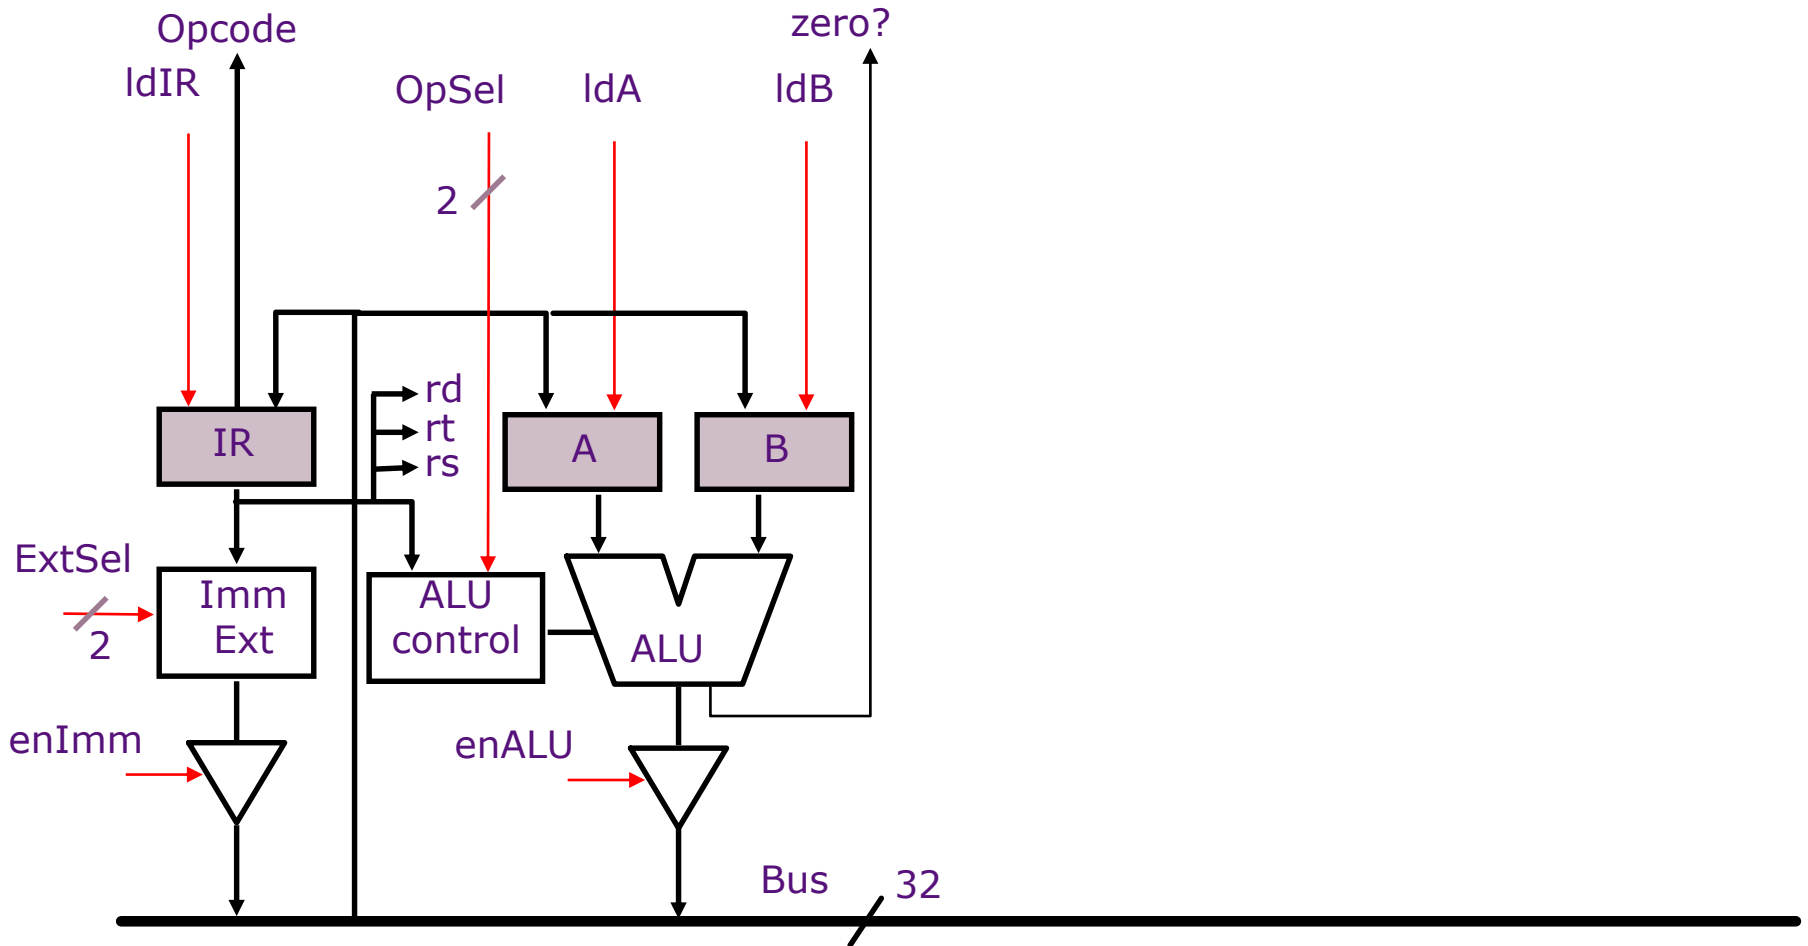 Opcode
zero?
ldIR
OpSel
ldA
ldB
2
rd
rt
rs
IR
A
B
ExtSel
2
Imm
Ext
ALU
control
ALU
enImm
enALU
Bus
32